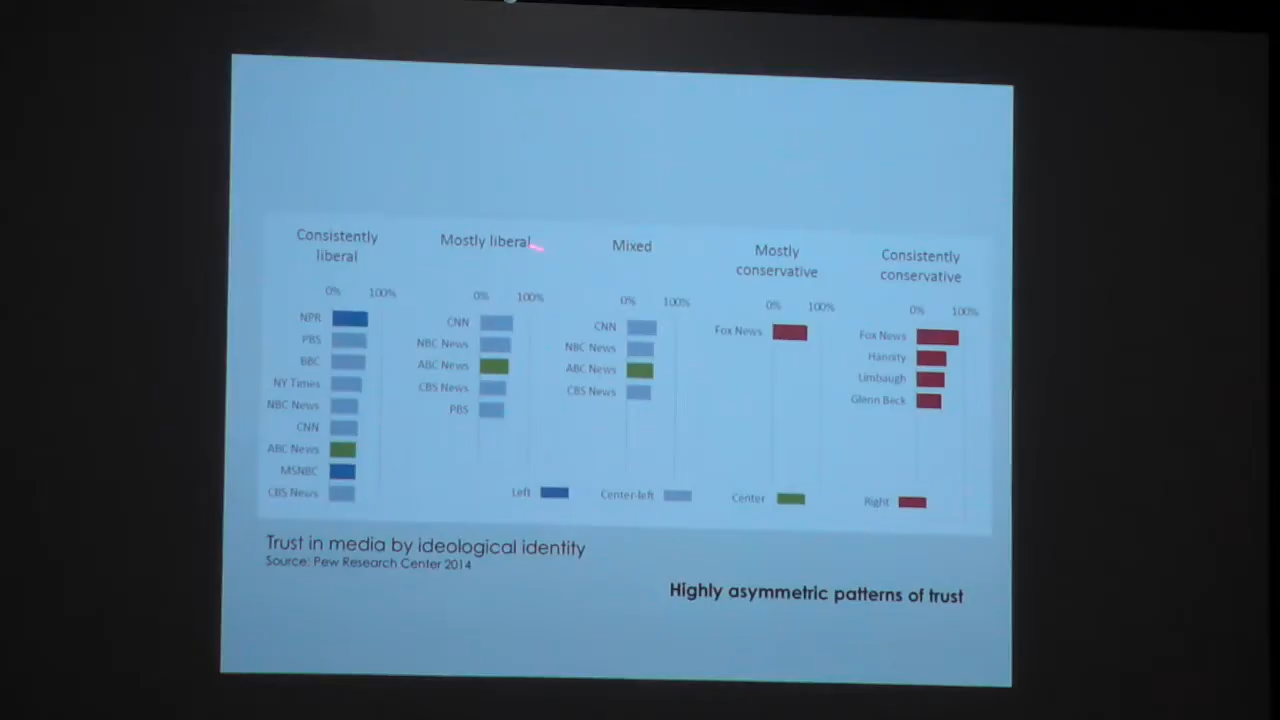 Consistently
liberal
0% 100%
NPR
PBS
BBC
NY Times
NBC News
CNN
ABC News
MSNBC
CBS News
Mostly liberal
0% 100%
CNN
NBC News
ABC News
CBS News
PBS
Mixed
0% 100%
CNN
NBC News
ABC News
CBS News
Mostly
conservative
0% 100%
Fox News
Consistently
conservative
0% 100%
Fox News
Hannity
Limbaugh
Glenn Beck
Left
Center-left
Center
Right
Trust in media by ideological identity
Source: Pew Research Center 2014
Highly asymmetric patterns of trust